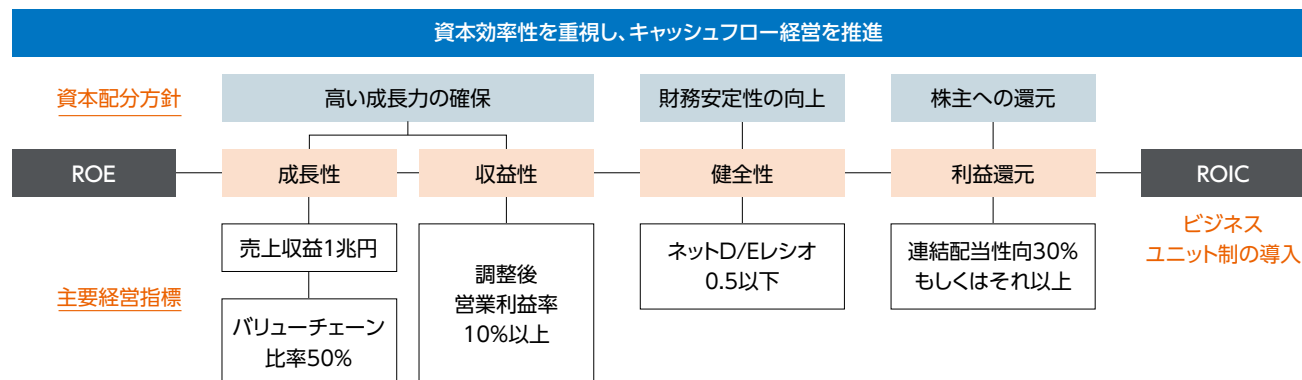 資本効率性を重視し、キャッシュフロー経営を推進
資本配分方針
高い成長力の確保
財務安定性の向上
株主への還元
ROE
成長性
収益性
健全性
利益還元
ROIC
主要経営指標
売上収益1兆円
バリューチェーン
比率50%
調整後
営業利益率
10%以上
ネットD/Eレシオ
0.5以下
連結配当性向30%
もしくはそれ以上
ビジネス
ユニット制の導入